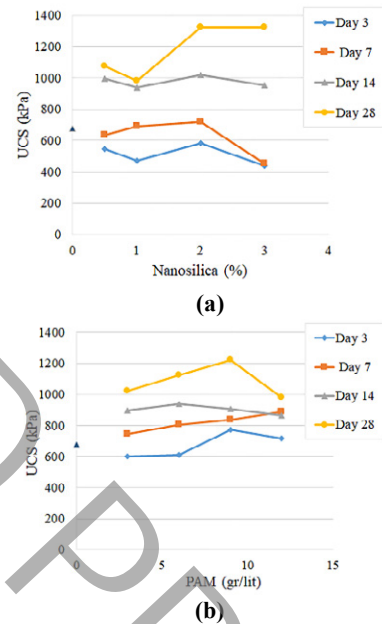 1400
1200
1000
800
600
400
200
0
UCS (kPa)
0 1 2 3 4
Nanosilica (%)
Day 3
Day 7
Day 14
Day 28
(a)
1400
1200
1000
800
600
400
200
0
UCS (kPa)
0 5 10 15
PAM (gr/lit)
Day 3
Day 7
Day 14
Day 28
(b)